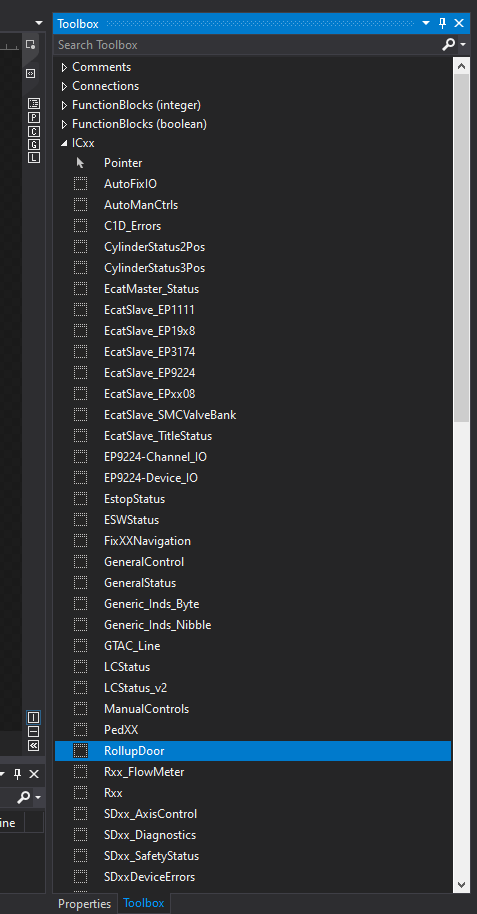 Toolbox
Search Toolbox
Comments
Connections
FunctionBlocks (integer)
FunctionBlocks (boolean)
ICxx
Pointer
AutoFixIO
AutoManCtrls
C1D_Errors
CylinderStatus2Pos
CylinderStatus3Pos
EcatMaster_Status
EcatSlave_EP1111
EcatSlave_EP19x8
EcatSlave_EP3174
EcatSlave_EP9224
EcatSlave_EPxx08
EcatSlave_SMCValveBank
EcatSlave_TitleStatus
EP9224-Channel_IO
EP9224-Device_IO
EstopStatus
ESWStatus
FixXXNavigation
GeneralControl
GeneralStatus
Generic_Inds_Byte
Generic_Inds_Nibble
GTAC_Line
LCStatus
LCStatus_v2
ManualControls
PedXX
RollupDoor
Rxx_FlowMeter
Rxx
SDxx_AxisControl
SDxx_Diagnostics
SDxx_SafetyStatus
SDxxDeviceErrors
P
C
G
L
ine
Properties
Toolbox